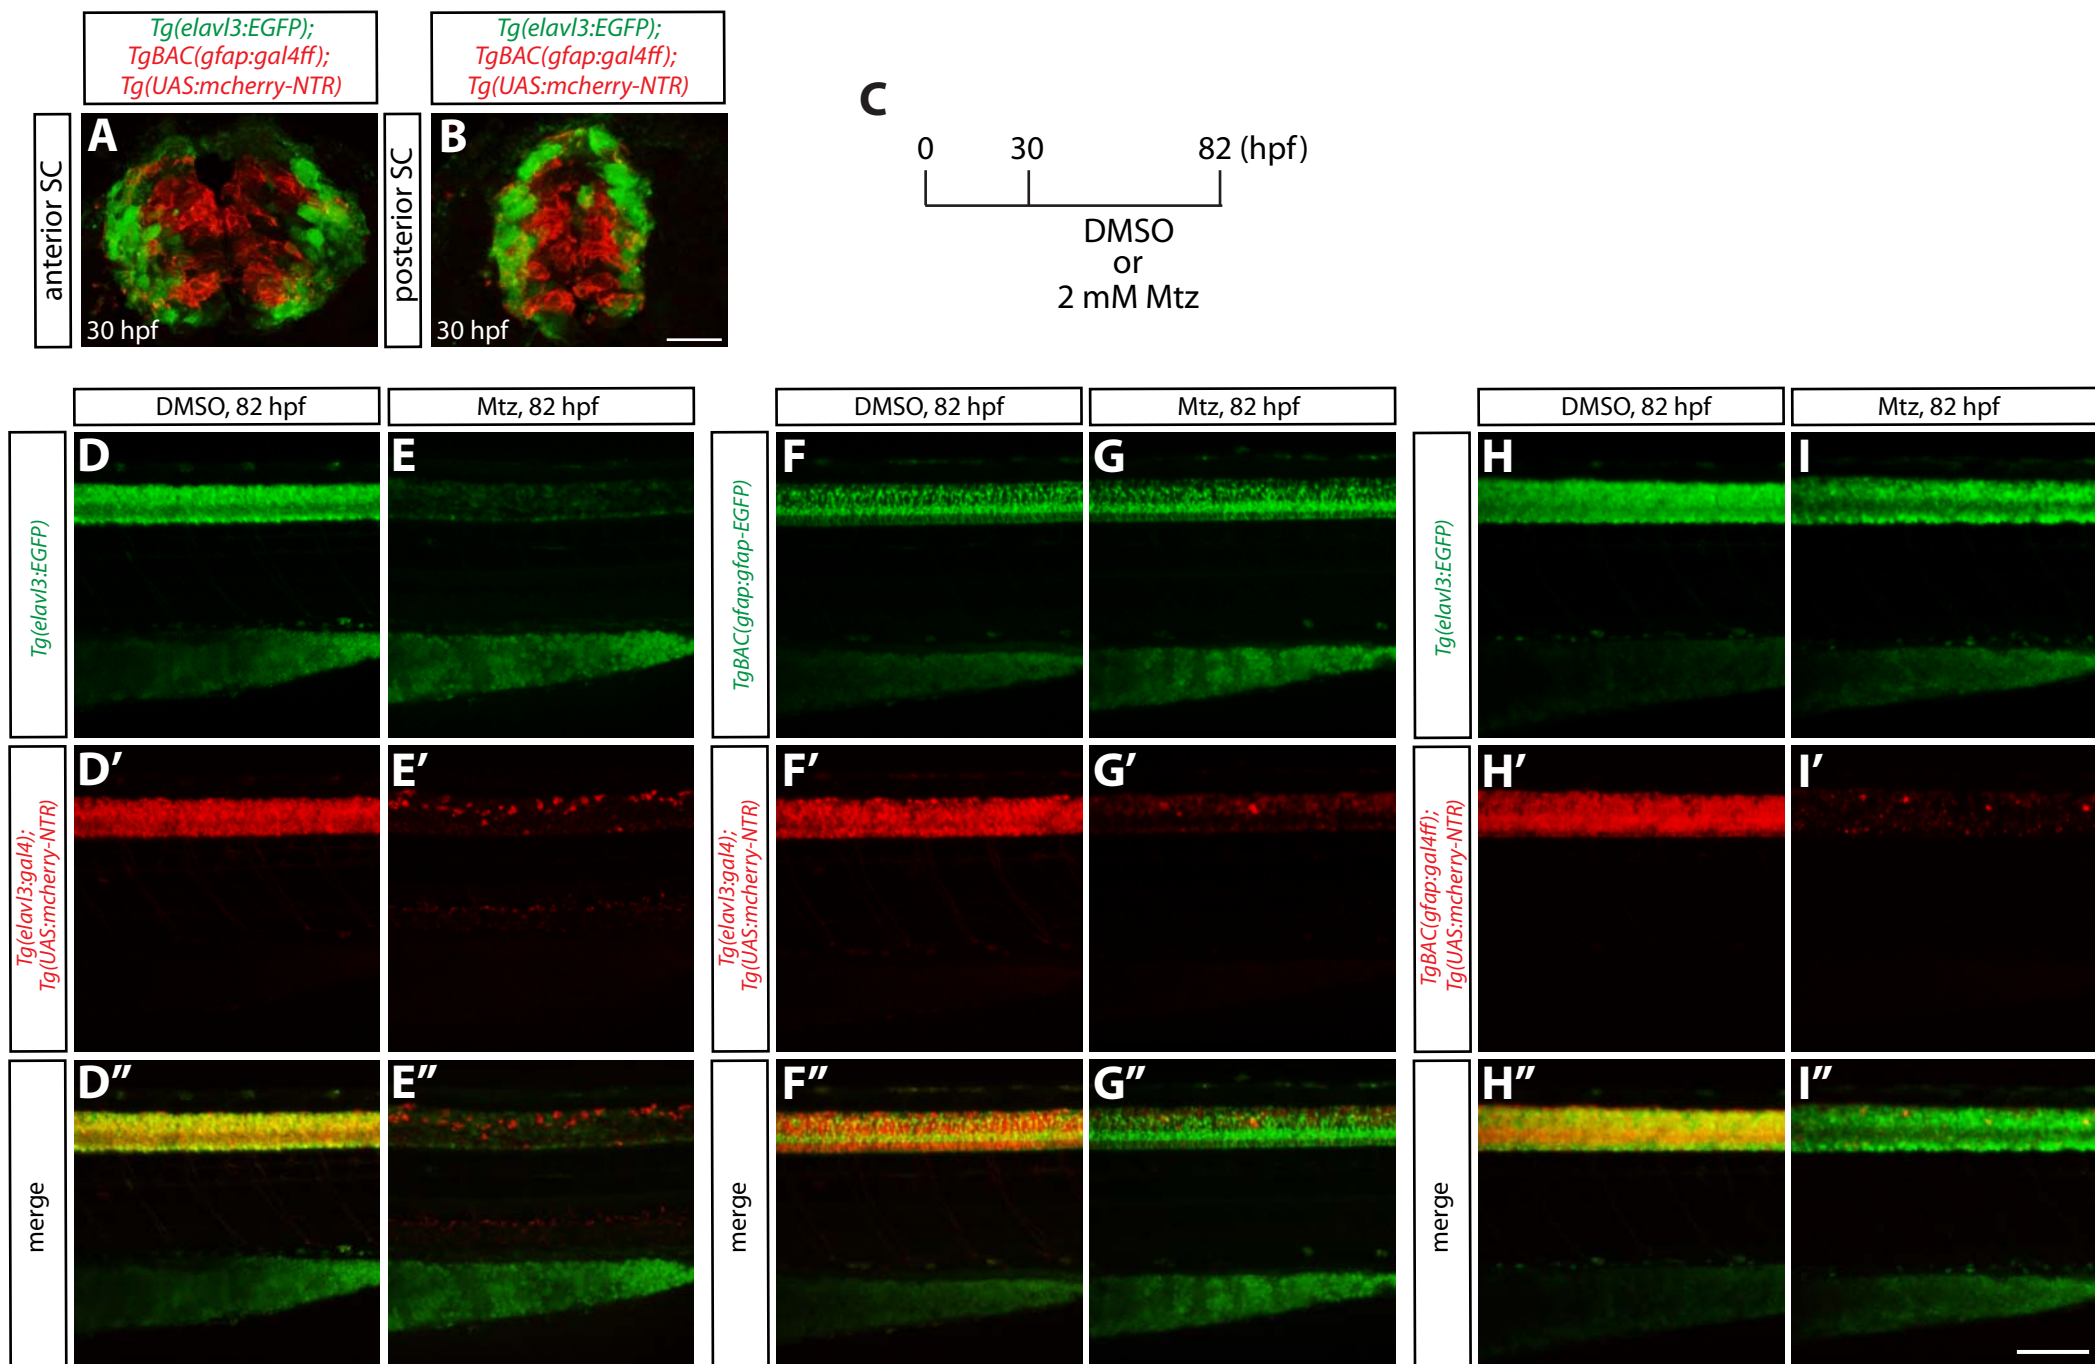 Tg(elavl3:EGFP);
TgBAC(gfap:gal4ff);
Tg(UAS:mcherry-NTR)
Tg(elavl3:EGFP);
TgBAC(gfap:gal4ff);
Tg(UAS:mcherry-NTR)
anterior SC
A
30 hpf
posterior SC
B
30 hpf
C
0 30 82 (hpf)
DMSO
or
2 mM Mtz
DMSO, 82 hpf
Mtz, 82 hpf
DMSO, 82 hpf
Mtz, 82 hpf
DMSO, 82 hpf
Mtz, 82 hpf
Tg(elavl3:EGFP)
D
E
TgBAC(gfap:gfap-EGFP)
F
G
Tg(elavl3:EGFP)
H
I
Tg(elavl3:gal4);
Tg(UAS:mcherry-NTR)
D′
E′
Tg(elavl3:gal4);
Tg(UAS:mcherry-NTR)
F′
G′
TgBAC(gfap:gal4ff);
Tg(UAS:mcherry-NTR)
H′
I′
merge
D″
E″
merge
F″
G″
merge
H″
I″